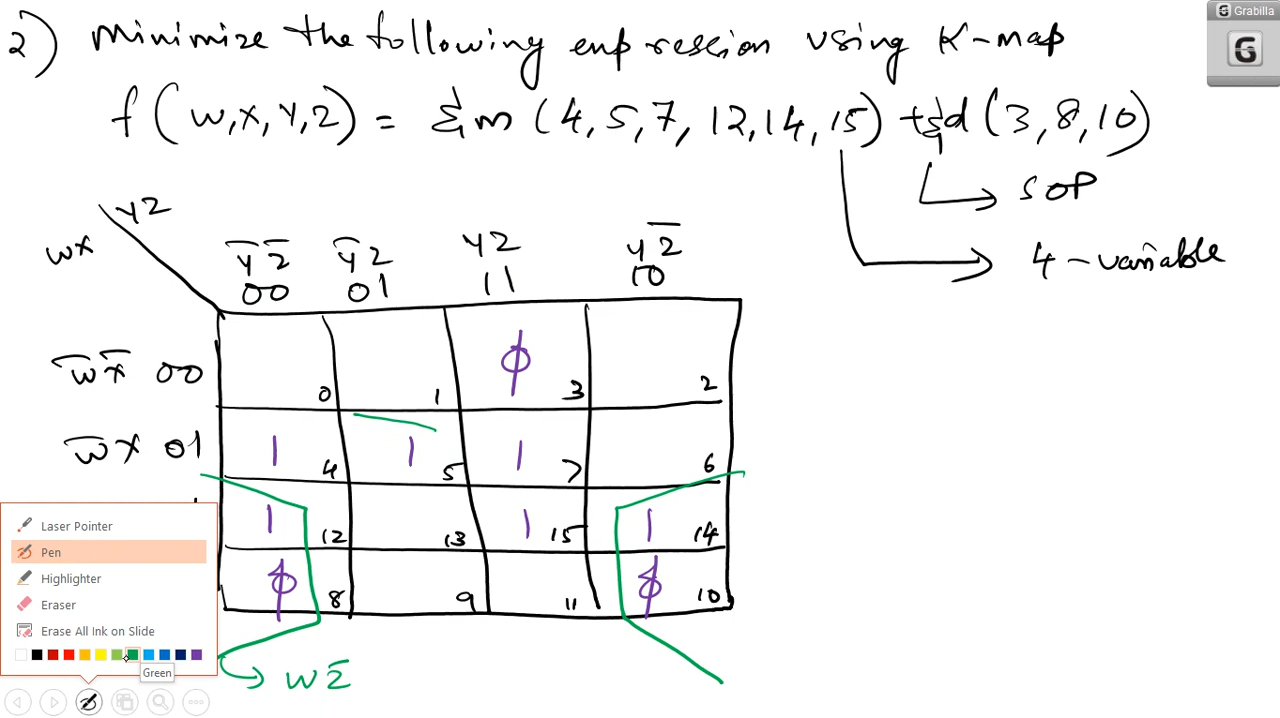 Grabilla
G
2) Minimize the following expression using K-map
f(w,x,y,z) = Σm(4,5,7,12,14,15) + Σd(3,8,10)
SOP
4-variable
yz
wx
y̅z̅ y̅z yz yz̅
00 01 11 10
w̅x̅ 00 0 1 ϕ 3 2
w̅x 01 1 4 1 5 1 7 6
1 12 13 1 15 1 14
ϕ 8 9 11 ϕ 10
wz̅
Laser Pointer
Pen
Highlighter
Eraser
Erase All Ink on Slide
Green